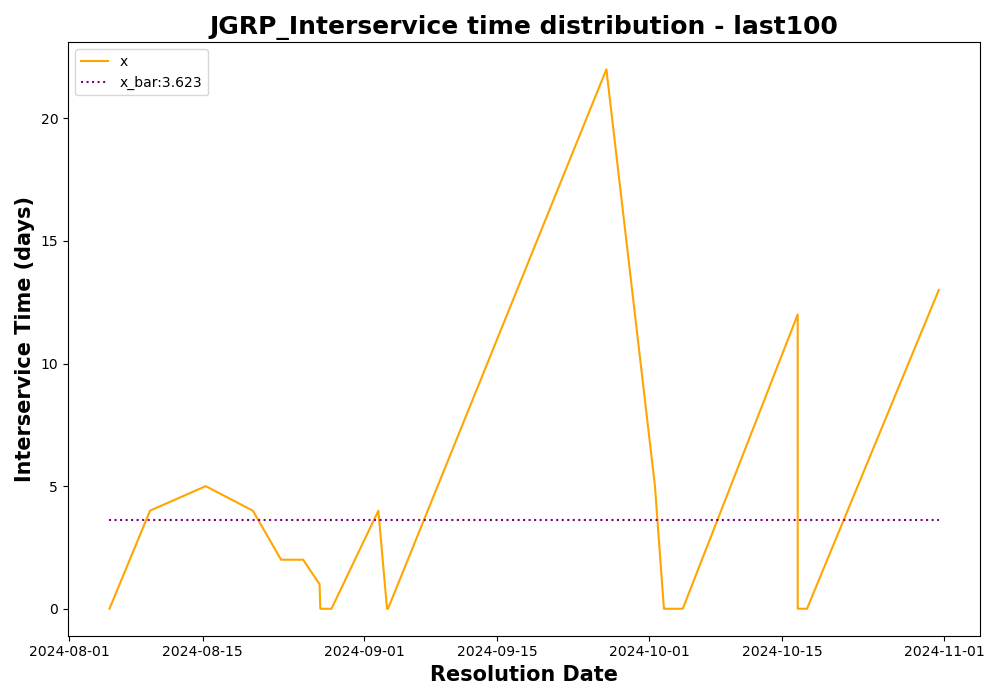 JGRP_Interservice time distribution - last100
x
x_bar:3.623
Interservice Time (days)
20
15
10
5
0
2024-08-01 2024-08-15 2024-09-01 2024-09-15 2024-10-01 2024-10-15 2024-11-01
Resolution Date